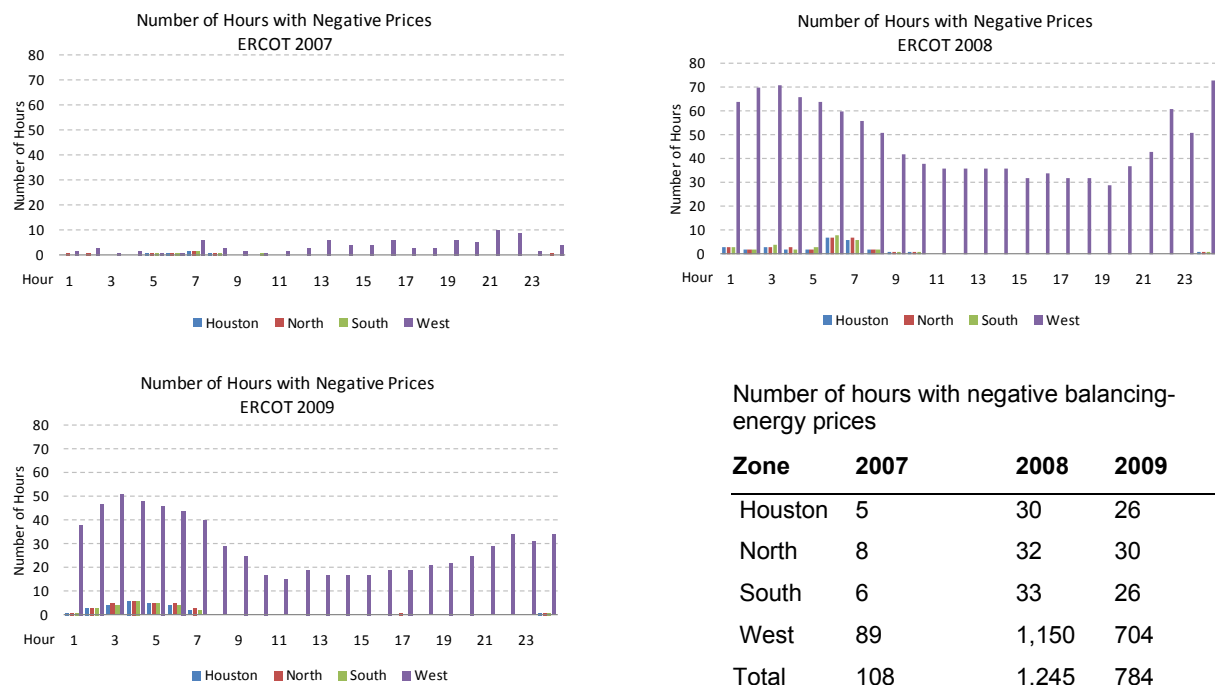 Number of Hours with Negative Prices
ERCOT 2007
80
70
60
50
40
30
20
10
0
Number of Hours
Hour 1 3 5 7 9 11 13 15 17 19 21 23
Houston North South West
Number of Hours with Negative Prices
ERCOT 2008
80
70
60
50
40
30
20
10
0
Number of Hours
Hour 1 3 5 7 9 11 13 15 17 19 21 23
Houston North South West
Number of Hours with Negative Prices
ERCOT 2009
80
70
60
50
40
30
20
10
0
Number of Hours
Hour 1 3 5 7 9 11 13 15 17 19 21 23
Houston North South West
Number of hours with negative balancing-
energy prices
Zone 2007 2008 2009
Houston 5 30 26
North 8 32 30
South 6 33 26
West 89 1,150 704
Total 108 1,245 784